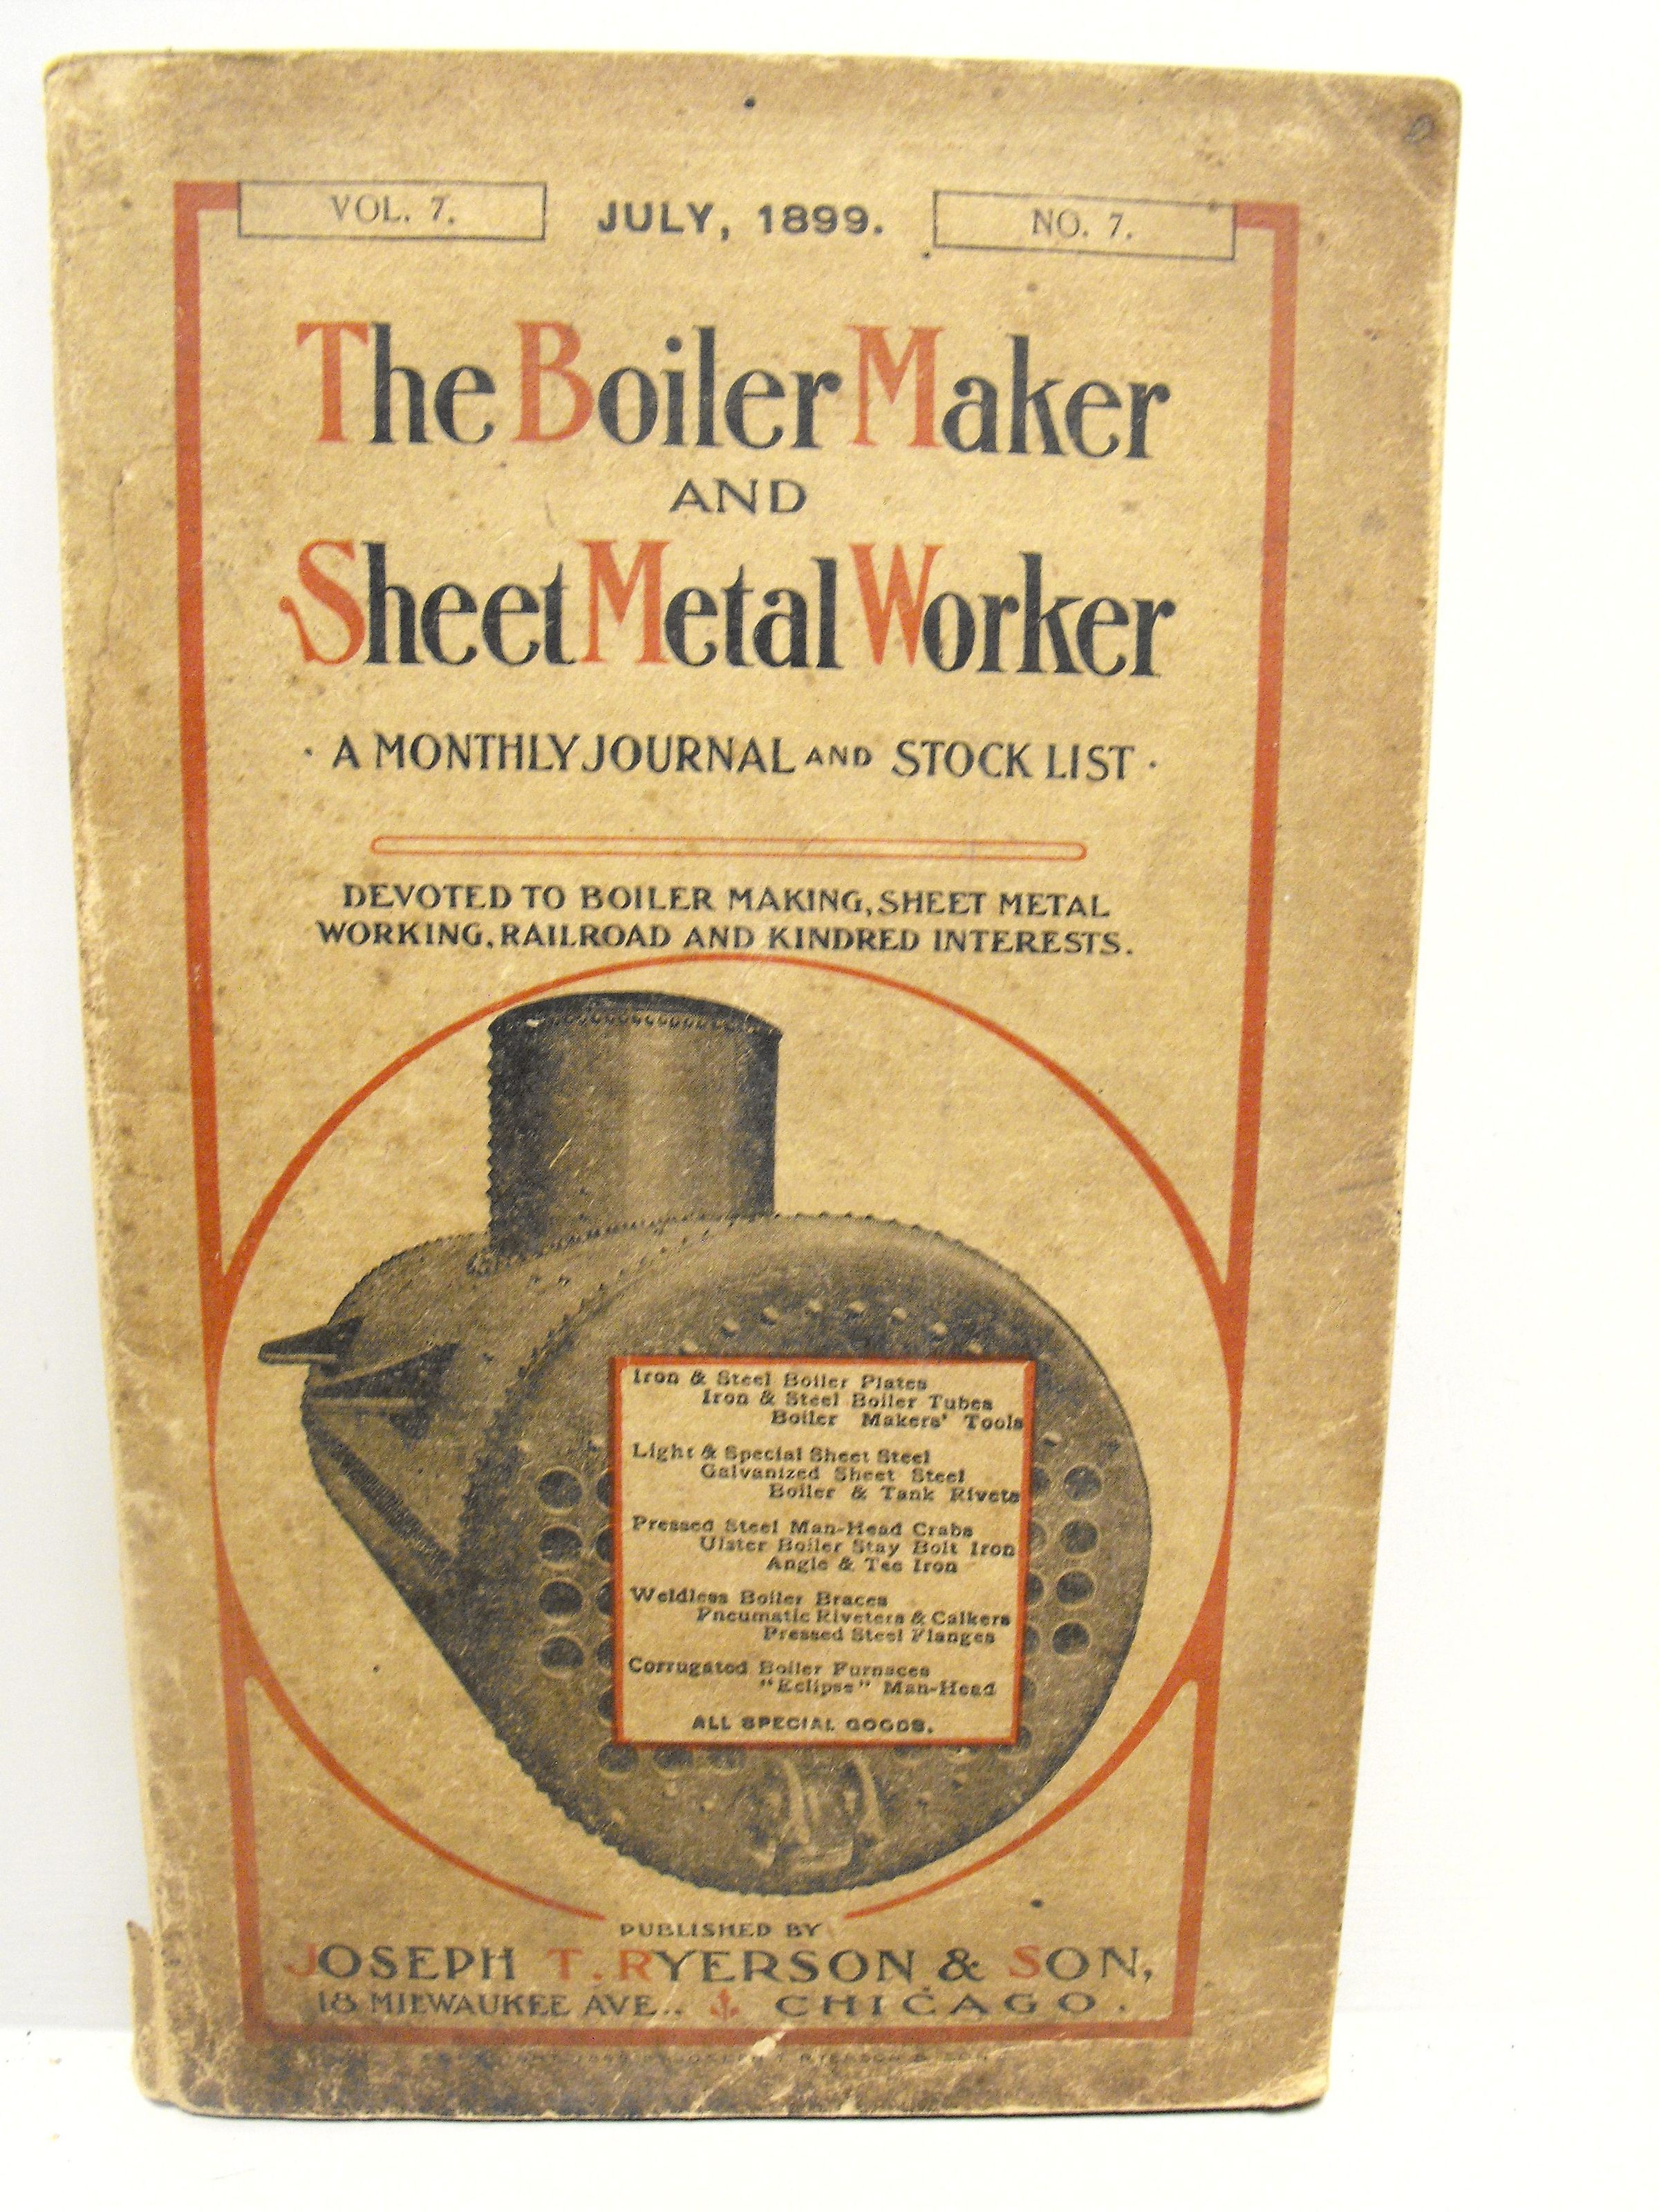 VOL. 7.
JULY, 1899.
NO. 7.
The Boiler Maker
AND
Sheet Metal Worker
· A MONTHLY JOURNAL AND STOCK LIST ·
DEVOTED TO BOILER MAKING, SHEET METAL
WORKING, RAILROAD AND KINDRED INTERESTS.
Iron & Steel Boiler Plates
Iron & Steel Boiler Tubes
Boiler Makers' Tools
Light & Special Sheet Steel
Galvanized Sheet Steel
Boiler & Tank Rivets
Pressed Steel Man-Head Crabs
Ulster Boiler Stay Bolt Iron
Angle & Tee Iron
Weldless Boiler Braces
Pneumatic Riveters & Calkers
Pressed Steel Flanges
Corrugated Boiler Furnaces
"Eclipse" Man-Head
ALL SPECIAL GOODS.
PUBLISHED BY
JOSEPH T. RYERSON & SON,
18 MILWAUKEE AVE.. CHICAGO.
RYERSON & SON